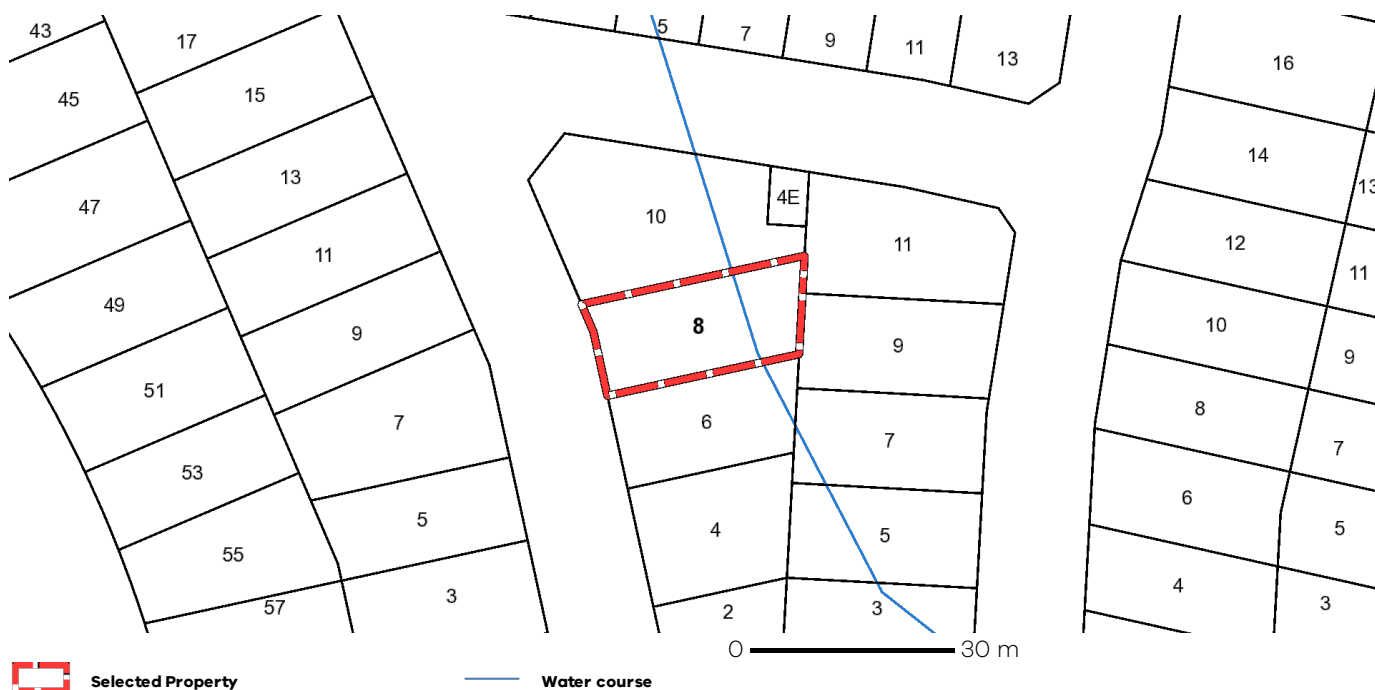 43 17 5 7 9 11 13 16
45 15
14
47 13 10 4E 13
11 11 12
49 9 8 9 10 11
51 7 6 7 8 9
53 5 4 5 6 7
55 5
57 3 2 3 4 3
0 30 m
Selected Property Water course